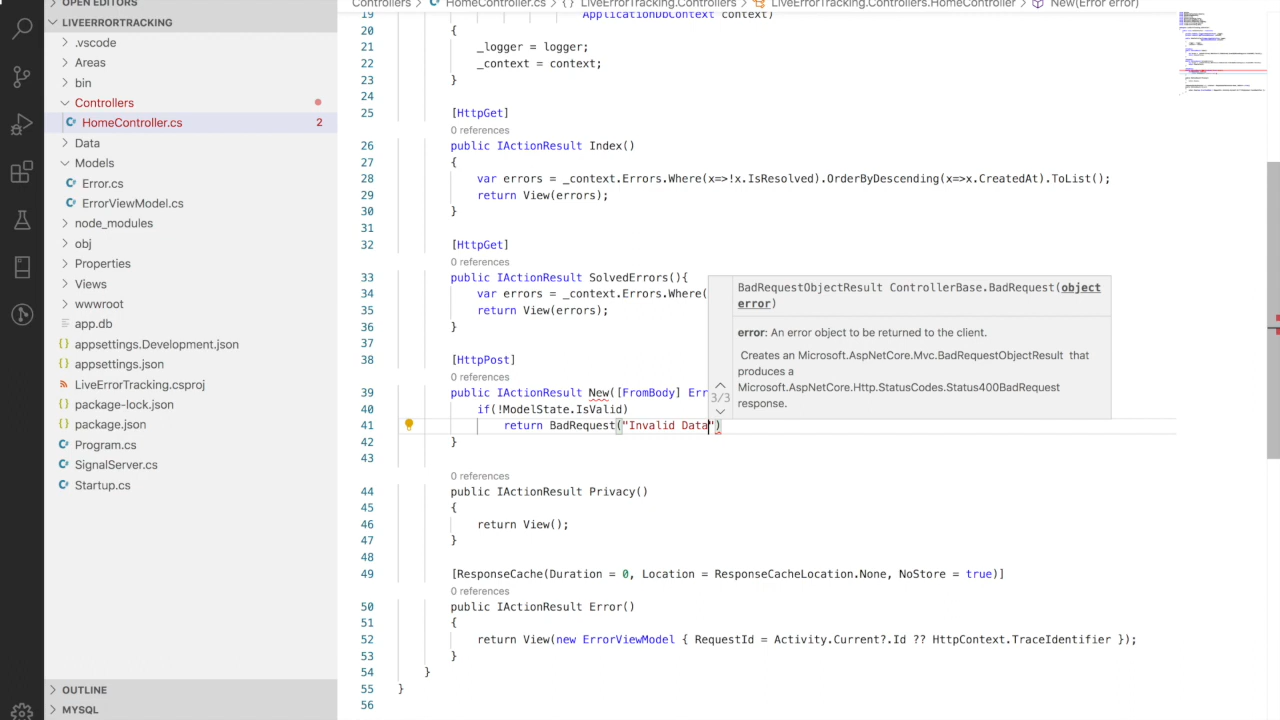 OPEN EDITORS
LIVEERRORTRACKING
.vscode
Areas
bin
Controllers
HomeController.cs 2
Data
Models
Error.cs
ErrorViewModel.cs
node_modules
obj
Properties
Views
wwwroot
app.db
appsettings.Development.json
appsettings.json
LiveErrorTracking.csproj
package-lock.json
package.json
Program.cs
SignalServer.cs
Startup.cs
OUTLINE
MYSQL
Controllers > HomeController.cs > {} LiveErrorTracking.Controllers > LiveErrorTracking.Controllers.HomeController > New(Error error)
19 ApplicationDbContext context)
20 {
21 _logger = logger;
22 _context = context;
23 }
24
25 [HttpGet]
0 references
26 public IActionResult Index()
27 {
28 var errors = _context.Errors.Where(x=>!x.IsResolved).OrderByDescending(x=>x.CreatedAt).ToList();
29 return View(errors);
30 }
31
32 [HttpGet]
0 references
33 public IActionResult SolvedErrors(){
34 var errors = _context.Errors.Where(
35 return View(errors);
36 }
37
38 [HttpPost]
0 references
39 public IActionResult New([FromBody] Err
40 if(!ModelState.IsValid)
41 return BadRequest("Invalid Data")
42 }
43
0 references
44 public IActionResult Privacy()
45 {
46 return View();
47 }
48
49 [ResponseCache(Duration = 0, Location = ResponseCacheLocation.None, NoStore = true)]
0 references
50 public IActionResult Error()
51 {
52 return View(new ErrorViewModel { RequestId = Activity.Current?.Id ?? HttpContext.TraceIdentifier });
53 }
54 }
55 }
56
BadRequestObjectResult ControllerBase.BadRequest(object
error)
error: An error object to be returned to the client.
Creates an Microsoft.AspNetCore.Mvc.BadRequestObjectResult that
produces a
Microsoft.AspNetCore.Http.StatusCodes.Status400BadRequest
response.
3/3